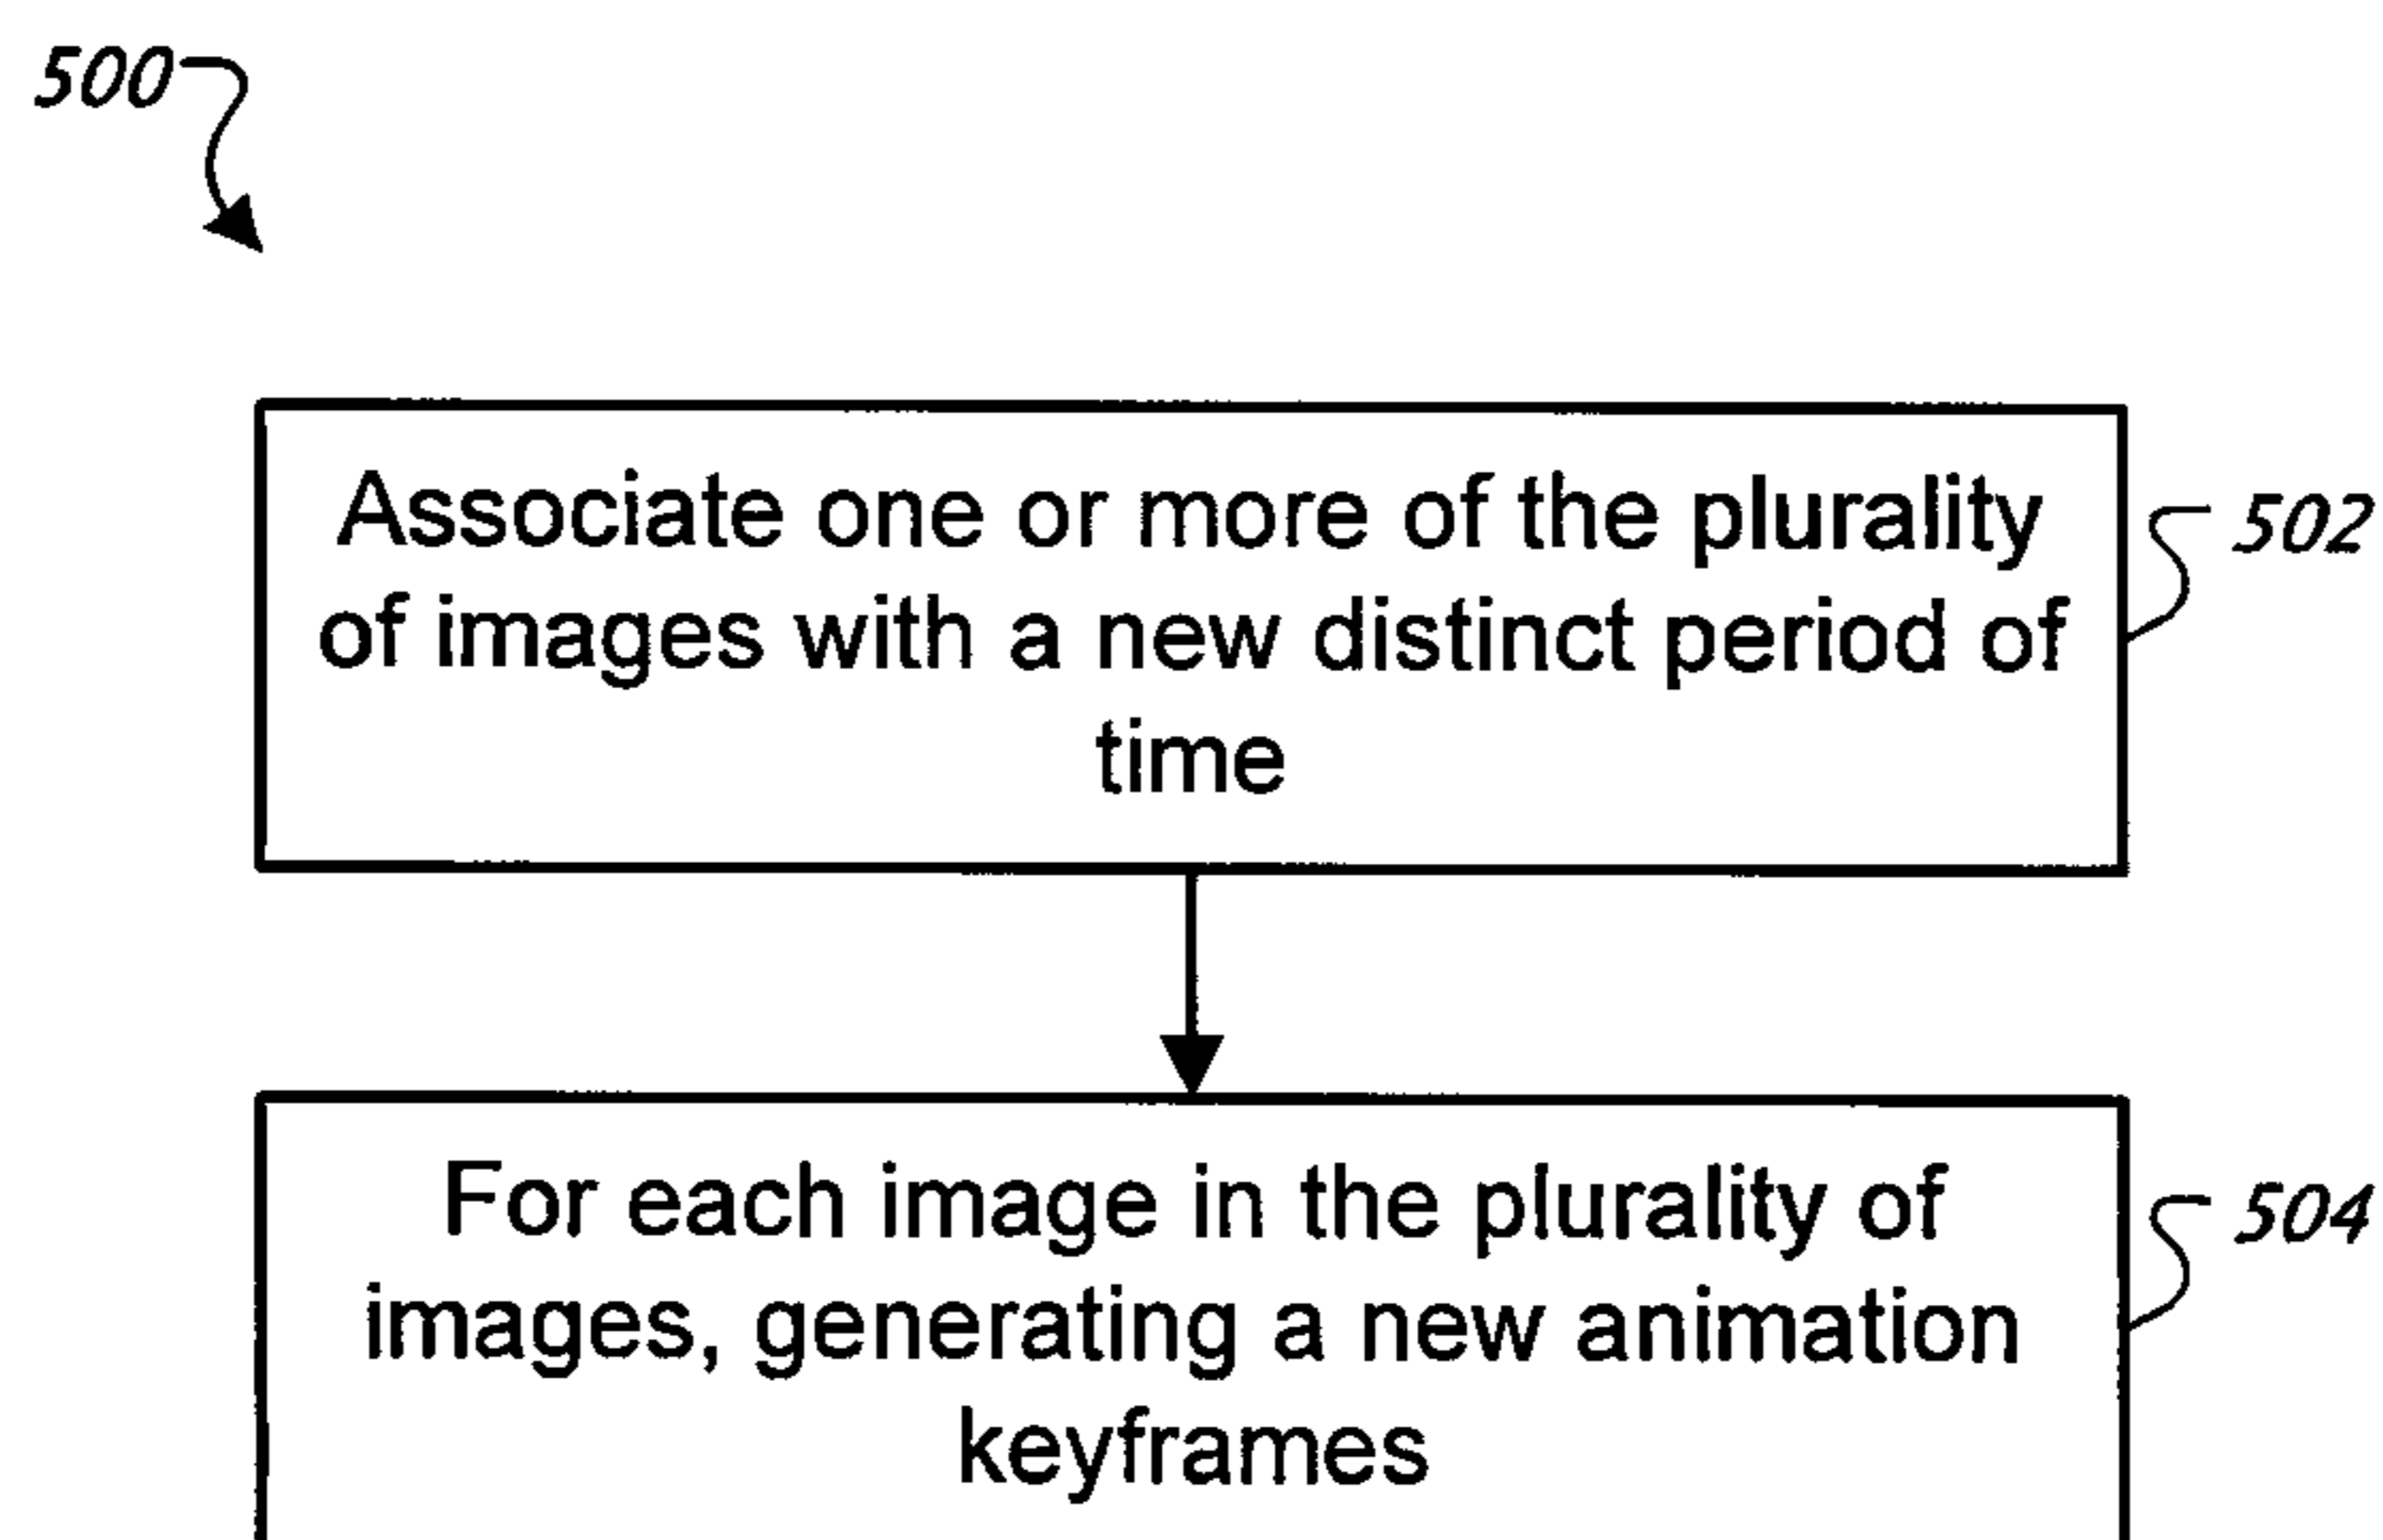 500
Associate one or more of the plurality
of images with a new distinct period of
time
502
For each image in the plurality of
images, generating a new animation
keyframes
504